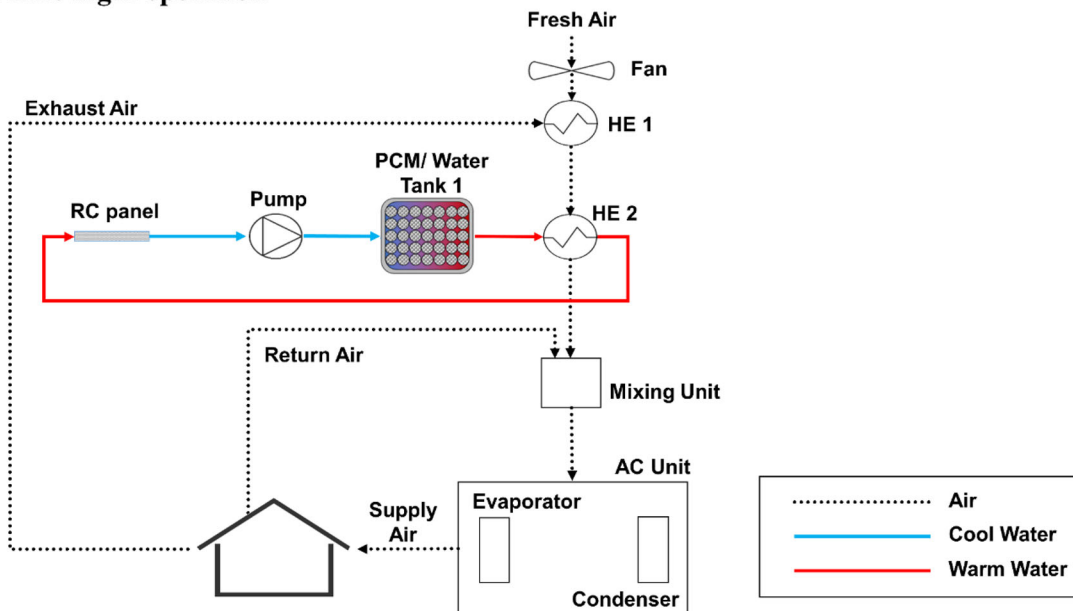 Fresh Air
Fan
Exhaust Air
HE 1
PCM/ Water
Tank 1
Pump
RC panel
HE 2
Return Air
Mixing Unit
AC Unit
Evaporator
Supply
Air
Condenser
Air
Cool Water
Warm Water